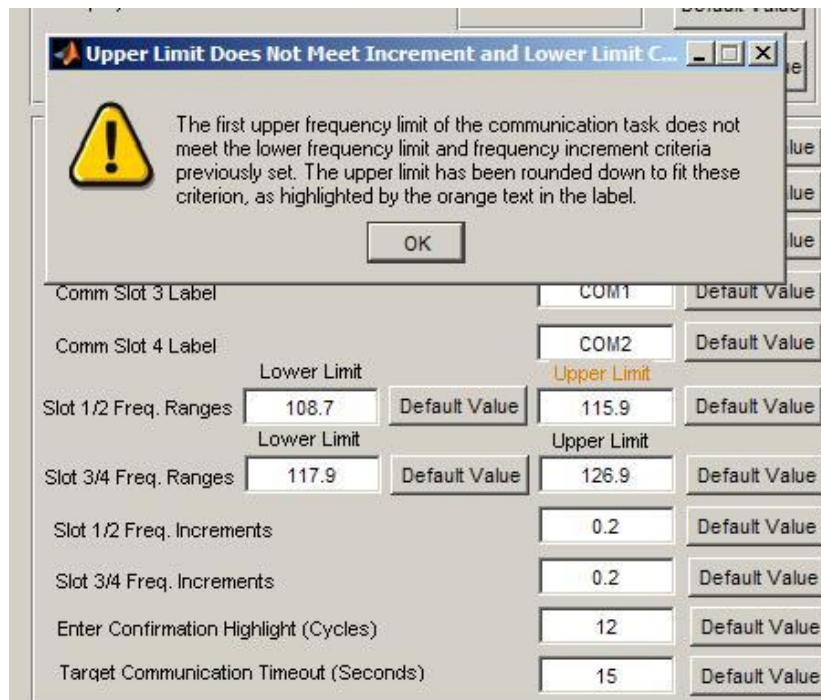 Upper Limit Does Not Meet Increment and Lower Limit C...
The first upper frequency limit of the communication task does not
meet the lower frequency limit and frequency increment criteria
previously set. The upper limit has been rounded down to fit these
criterion, as highlighted by the orange text in the label.
OK
Comm Slot 3 Label COM1 Default Value
Comm Slot 4 Label COM2 Default Value
Lower Limit Upper Limit
Slot 1/2 Freq. Ranges 108.7 Default Value 115.9 Default Value
Lower Limit Upper Limit
Slot 3/4 Freq. Ranges 117.9 Default Value 126.9 Default Value
Slot 1/2 Freq. Increments 0.2 Default Value
Slot 3/4 Freq. Increments 0.2 Default Value
Enter Confirmation Highlight (Cycles) 12 Default Value
Target Communication Timeout (Seconds) 15 Default Value